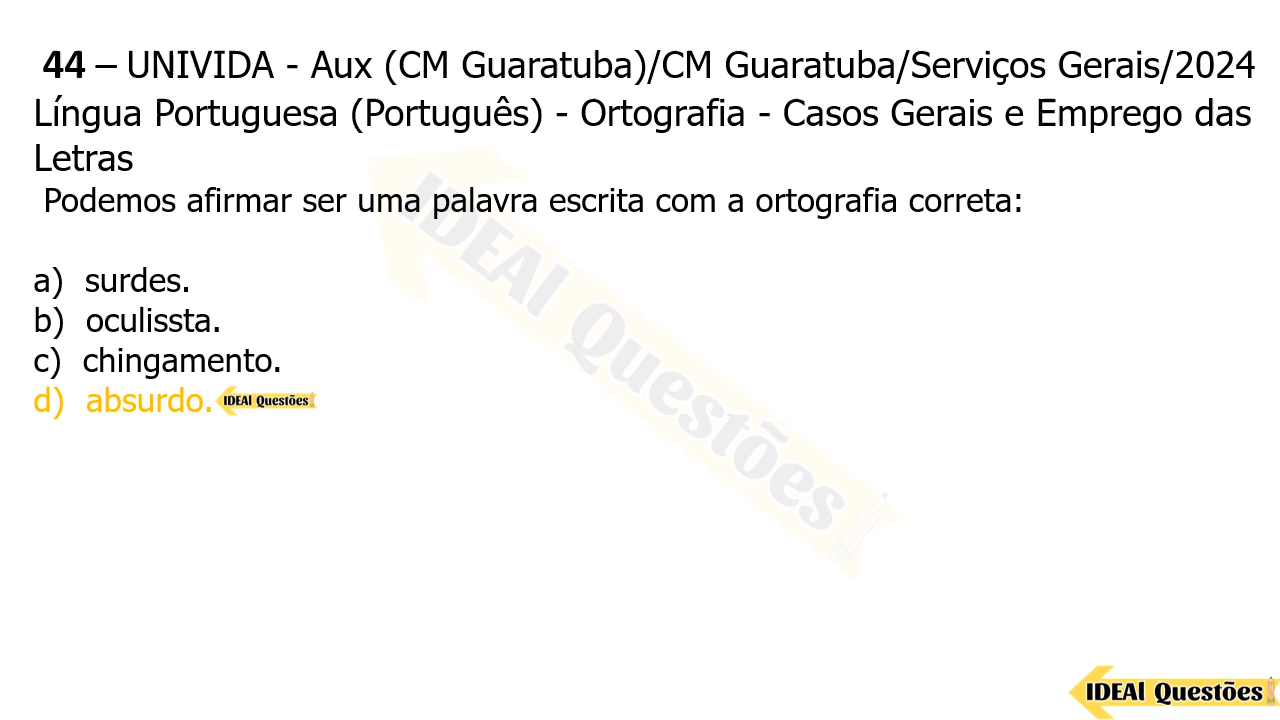 44 – UNIVIDA - Aux (CM Guaratuba)/CM Guaratuba/Serviços Gerais/2024
Língua Portuguesa (Português) - Ortografia - Casos Gerais e Emprego das
Letras
Podemos afirmar ser uma palavra escrita com a ortografia correta:
IDEAl Questões
a) surdes.
b) oculissta.
c) chingamento.
d) absurdo. IDEAl Questões
IDEAl Questões